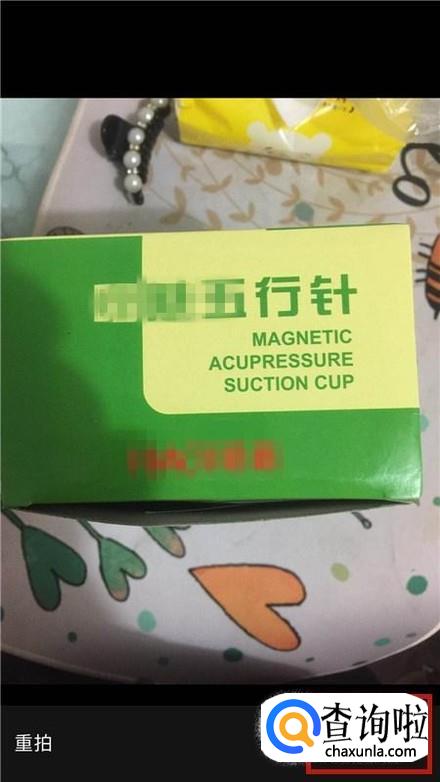 五行针
MAGNETIC
ACUPRESSURE
SUCTION CUP
重拍
查询啦
chaxunla.com